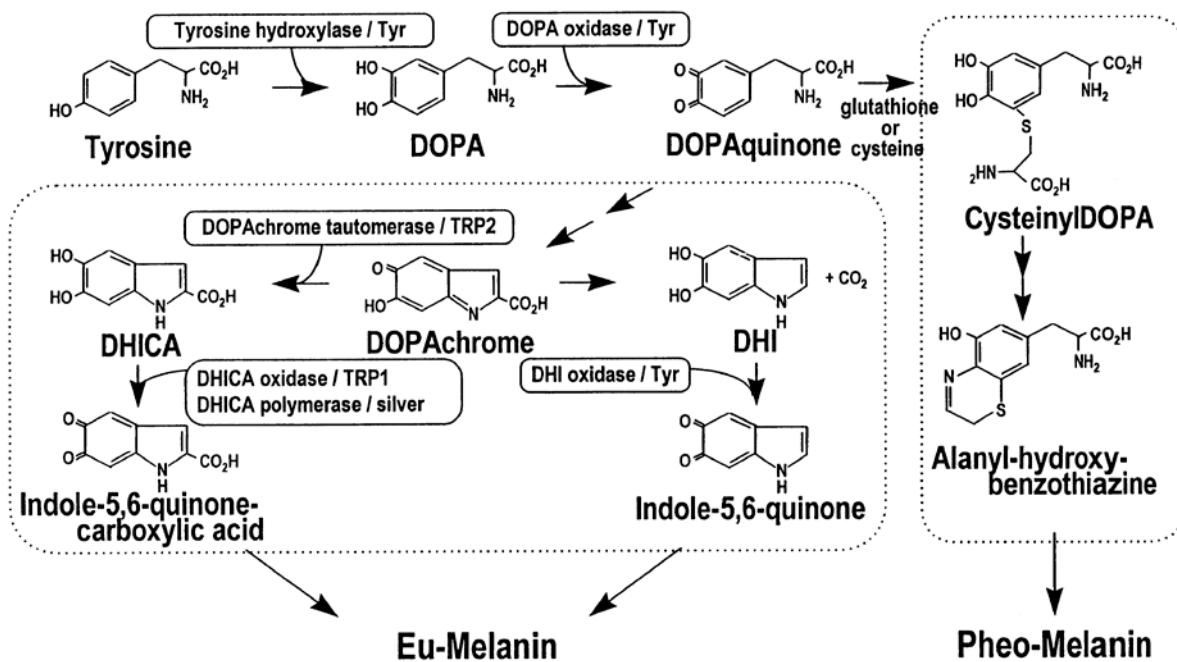 Tyrosine hydroxylase / Tyr
DOPA oxidase / Tyr
HO
CO2H
NH2
Tyrosine
HO
HO
CO2H
NH2
DOPA
O
O
CO2H
NH2
DOPAquinone
glutathione
or
cysteine
HO
HO
CO2H
NH2
S
2HN
CO2H
CysteinylDOPA
DOPAchrome tautomerase / TRP2
HO
HO
N
H
CO2H
DHICA
O
HO
N
CO2H
DOPAchrome
HO
HO
N
H
+ CO2
DHI
DHICA oxidase / TRP1
DHICA polymerase / silver
DHI oxidase / Tyr
OH
N
S
CO2H
NH2
Alanyl-hydroxy-
benzothiazine
O
O
N
H
CO2H
Indole-5,6-quinone-
carboxylic acid
O
O
N
H
Indole-5,6-quinone
Eu-Melanin
Pheo-Melanin